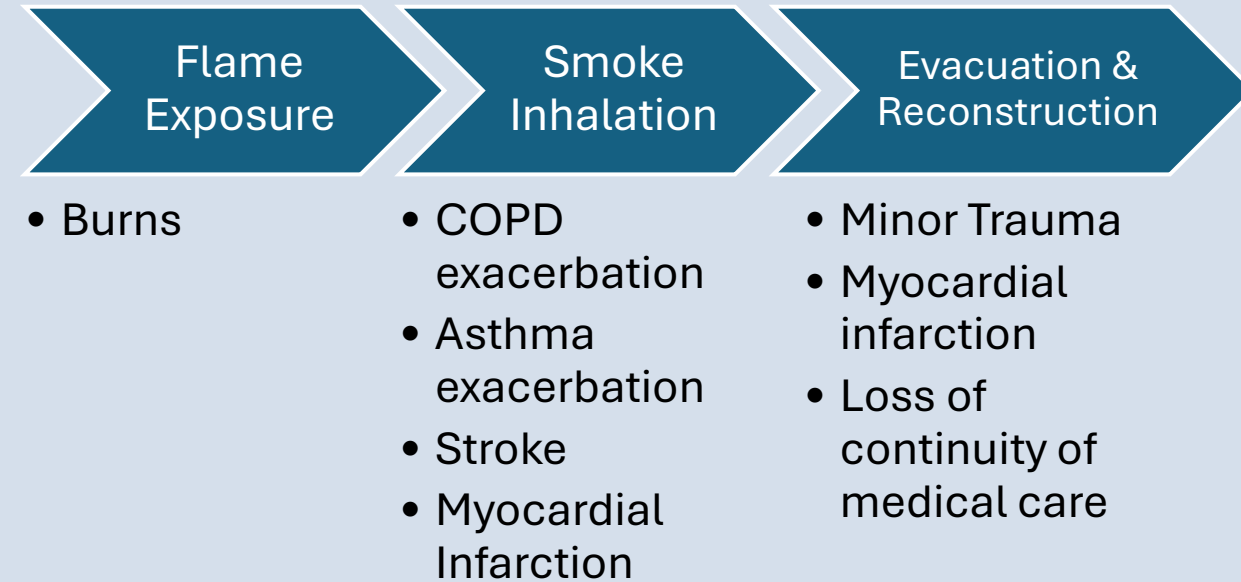 Flame
Exposure
• Burns
Smoke
Inhalation
• COPD
exacerbation
• Asthma
exacerbation
• Stroke
• Myocardial
Infarction
Evacuation &
Reconstruction
• Minor Trauma
• Myocardial
infarction
• Loss of
continuity of
medical care